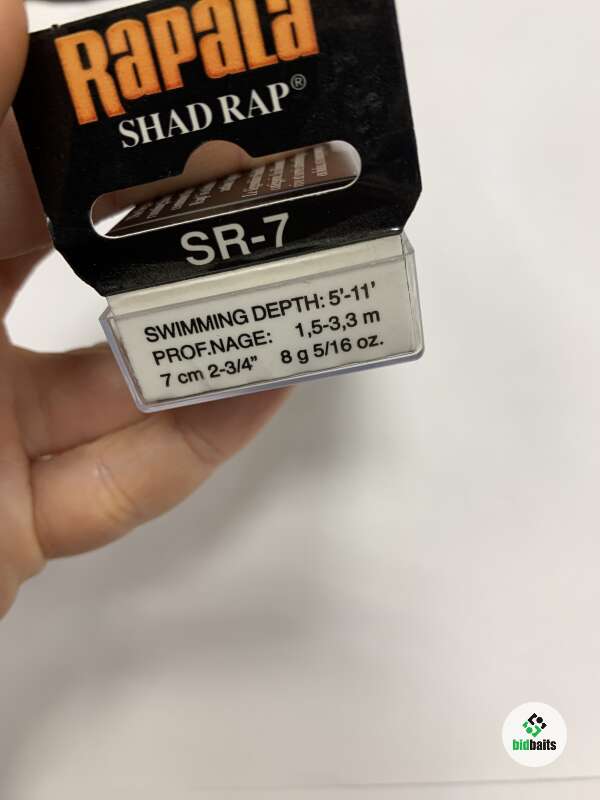 RapaLa
SHAD RAP®
SR-7
SWIMMING DEPTH: 5'-11'
PROF.NAGE: 1,5-3,3 m
7 cm 2-3/4" 8 g 5/16 oz.
bidbaits